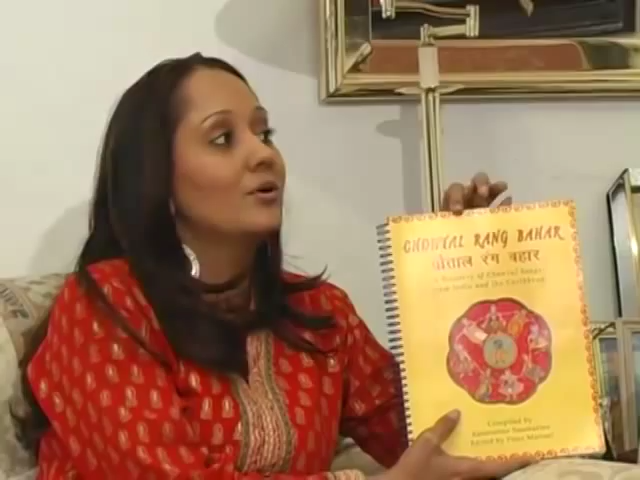 CHOWTAL RANG BAHAR
चौताल रंग बहार
A Treasury of Chowtal Songs
from India and the Caribbean
Compiled by
Edited by Peter Manuel